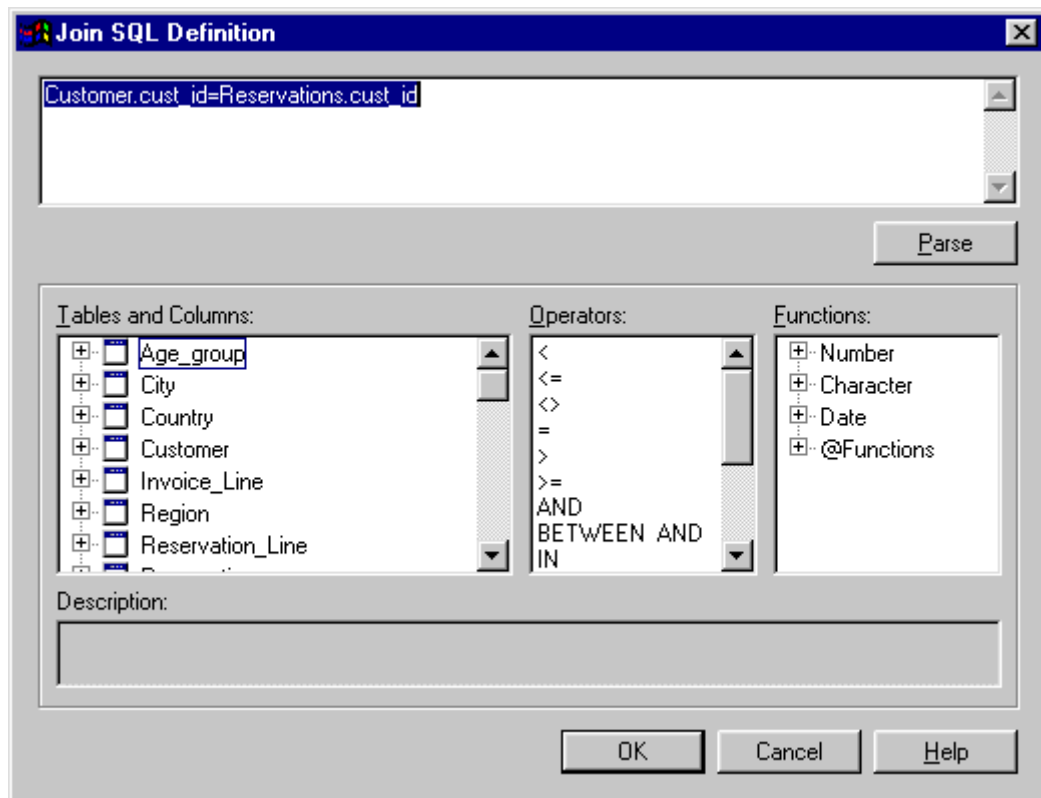 Join SQL Definition
Customer.cust_id=Reservations.cust_id
Parse
Tables and Columns:
Age_group
City
Country
Customer
Invoice_Line
Region
Reservation_Line
Operators:
<
<=
<>
=
>
>=
AND
BETWEEN AND
IN
Functions:
Number
Character
Date
@Functions
Description:
OK
Cancel
Help